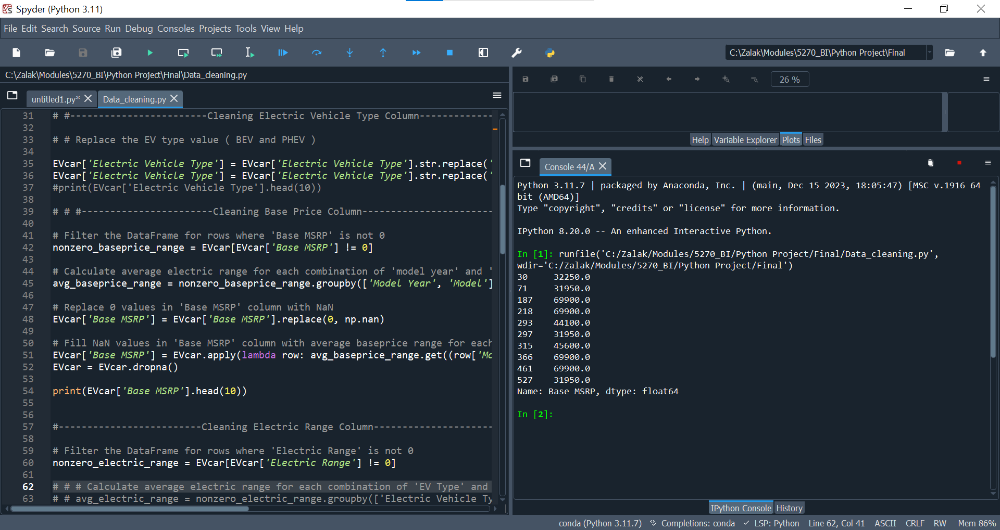 Spyder (Python 3.11)
File Edit Search Source Run Debug Consoles Projects Tools View Help
C:\Zalak\Modules\5270_BI\Python Project\Final
C:\Zalak\Modules\5270_BI\Python Project\Final\Data_cleaning.py
untitled1.py*
Data_cleaning.py
31 # #------------------------Cleaning Electric Vehicle Type Column-------------
32
33 # # Replace the EV type value ( BEV and PHEV )
34
35 EVcar['Electric Vehicle Type'] = EVcar['Electric Vehicle Type'].str.replace('
36 EVcar['Electric Vehicle Type'] = EVcar['Electric Vehicle Type'].str.replace('
37 #print(EVcar['Electric Vehicle Type'].head(10))
38
39 # # #-----------------------Cleaning Base Price Column-----------------------
40
41 # Filter the DataFrame for rows where 'Base MSRP' is not 0
42 nonzero_baseprice_range = EVcar[EVcar['Base MSRP'] != 0]
43
44 # Calculate average electric range for each combination of 'model year' and '
45 avg_baseprice_range = nonzero_baseprice_range.groupby(['Model Year', 'Model']
46
47 # Replace 0 values in 'Base MSRP' column with NaN
48 EVcar['Base MSRP'] = EVcar['Base MSRP'].replace(0, np.nan)
49
50 # Fill NaN values in 'Base MSRP' column with average baseprice range for each
51 EVcar['Base MSRP'] = EVcar.apply(lambda row: avg_baseprice_range.get((row['Mo
52 EVcar = EVcar.dropna()
53
54 print(EVcar['Base MSRP'].head(10))
55
56
57 #-------------------------Cleaning Electric Range Column---------------------
58
59 # Filter the DataFrame for rows where 'Electric Range' is not 0
60 nonzero_electric_range = EVcar[EVcar['Electric Range'] != 0]
61
62 # # # Calculate average electric range for each combination of 'EV Type' and
63 # # avg_electric_range = nonzero_electric_range.groupby(['Electric Vehicle Ty
26 %
Help Variable Explorer Plots Files
Console 44/A
Python 3.11.7 | packaged by Anaconda, Inc. | (main, Dec 15 2023, 18:05:47) [MSC v.1916 64
bit (AMD64)]
Type "copyright", "credits" or "license" for more information.
IPython 8.20.0 -- An enhanced Interactive Python.
In [1]: runfile('C:/Zalak/Modules/5270_BI/Python Project/Final/Data_cleaning.py',
wdir='C:/Zalak/Modules/5270_BI/Python Project/Final')
30 32250.0
71 31950.0
187 69900.0
218 69900.0
293 44100.0
297 31950.0
315 45600.0
366 69900.0
461 69900.0
527 31950.0
Name: Base MSRP, dtype: float64
In [2]:
IPython Console History
conda (Python 3.11.7) Completions: conda LSP: Python Line 62, Col 41 ASCII CRLF RW Mem 86%